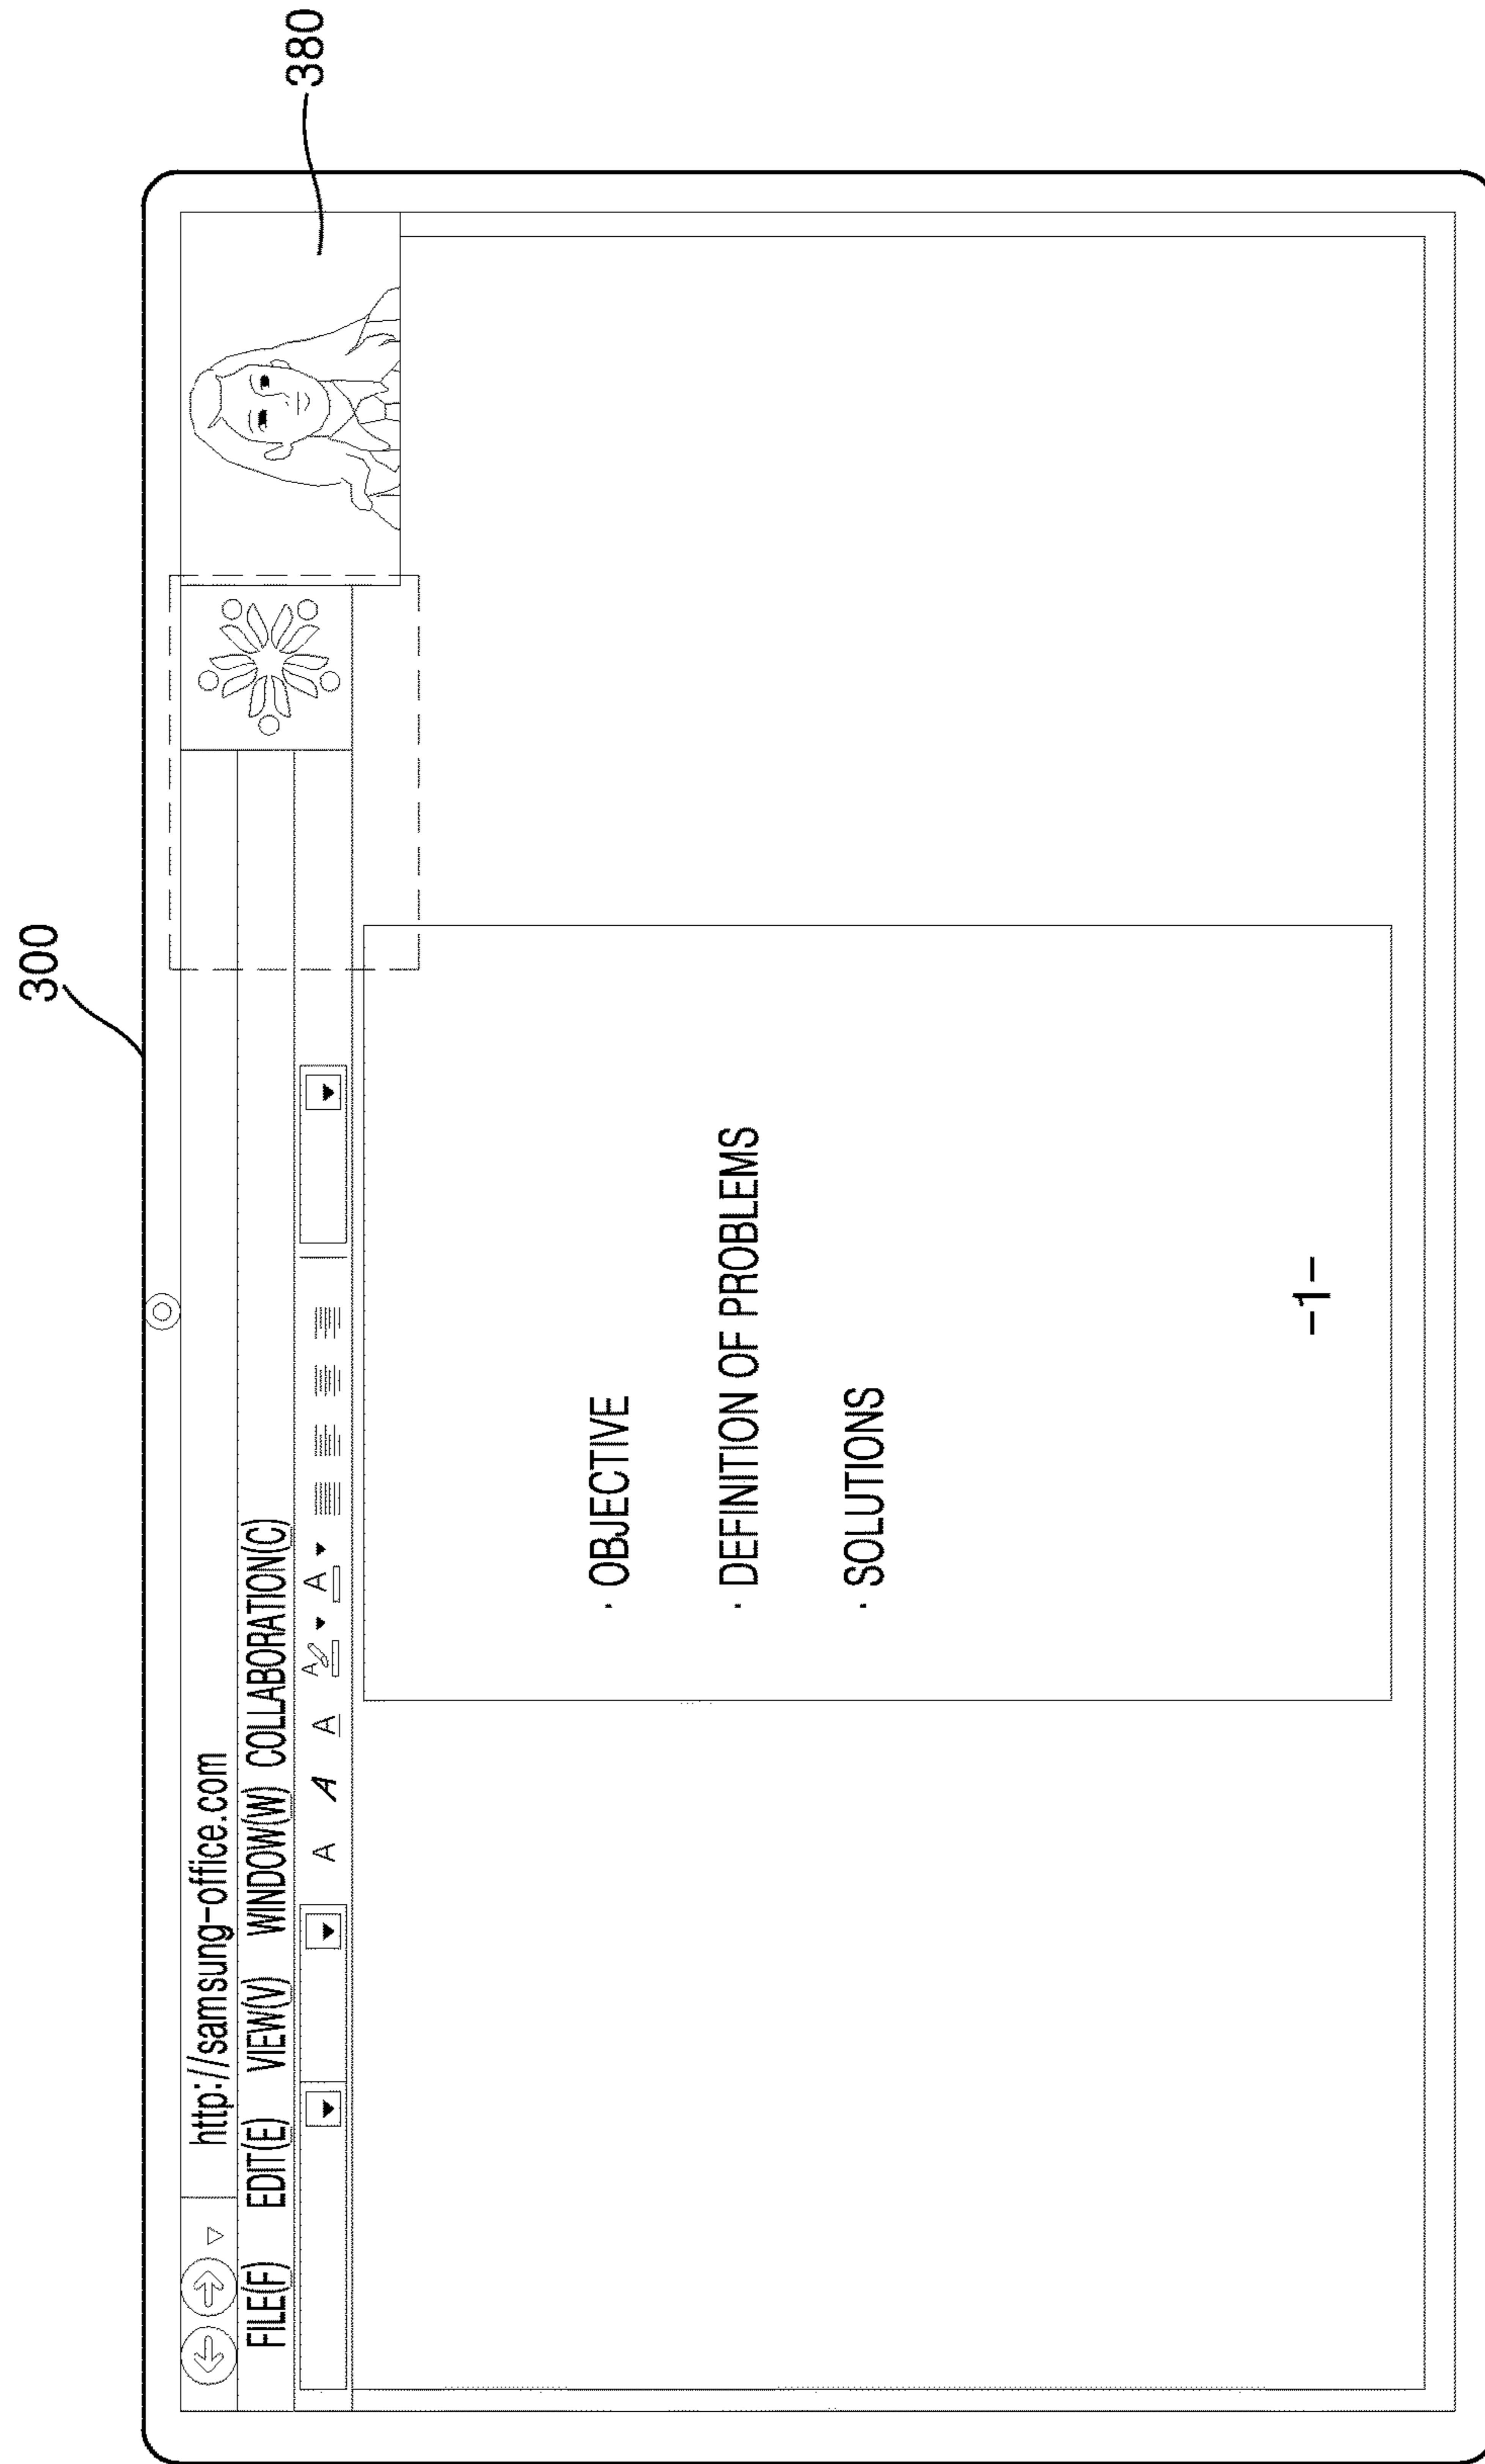 300
380
http://samsung-office.com
FILE(F) EDIT(E) VIEW(V) WINDOW(W) COLLABORATION(C)
A A A A A
· OBJECTIVE
· DEFINITION OF PROBLEMS
· SOLUTIONS
-1-